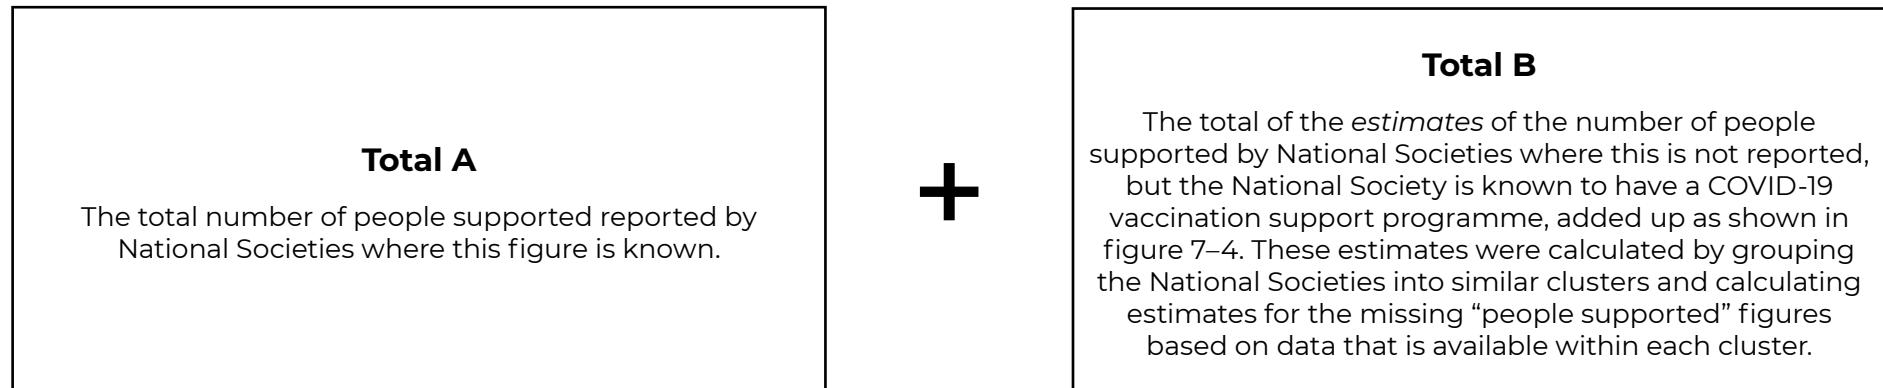 Total A
The total number of people supported reported by
National Societies where this figure is known.
+
Total B
The total of the estimates of the number of people
supported by National Societies where this is not reported,
but the National Society is known to have a COVID-19
vaccination support programme, added up as shown in
figure 7–4. These estimates were calculated by grouping
the National Societies into similar clusters and calculating
estimates for the missing “people supported” figures
based on data that is available within each cluster.